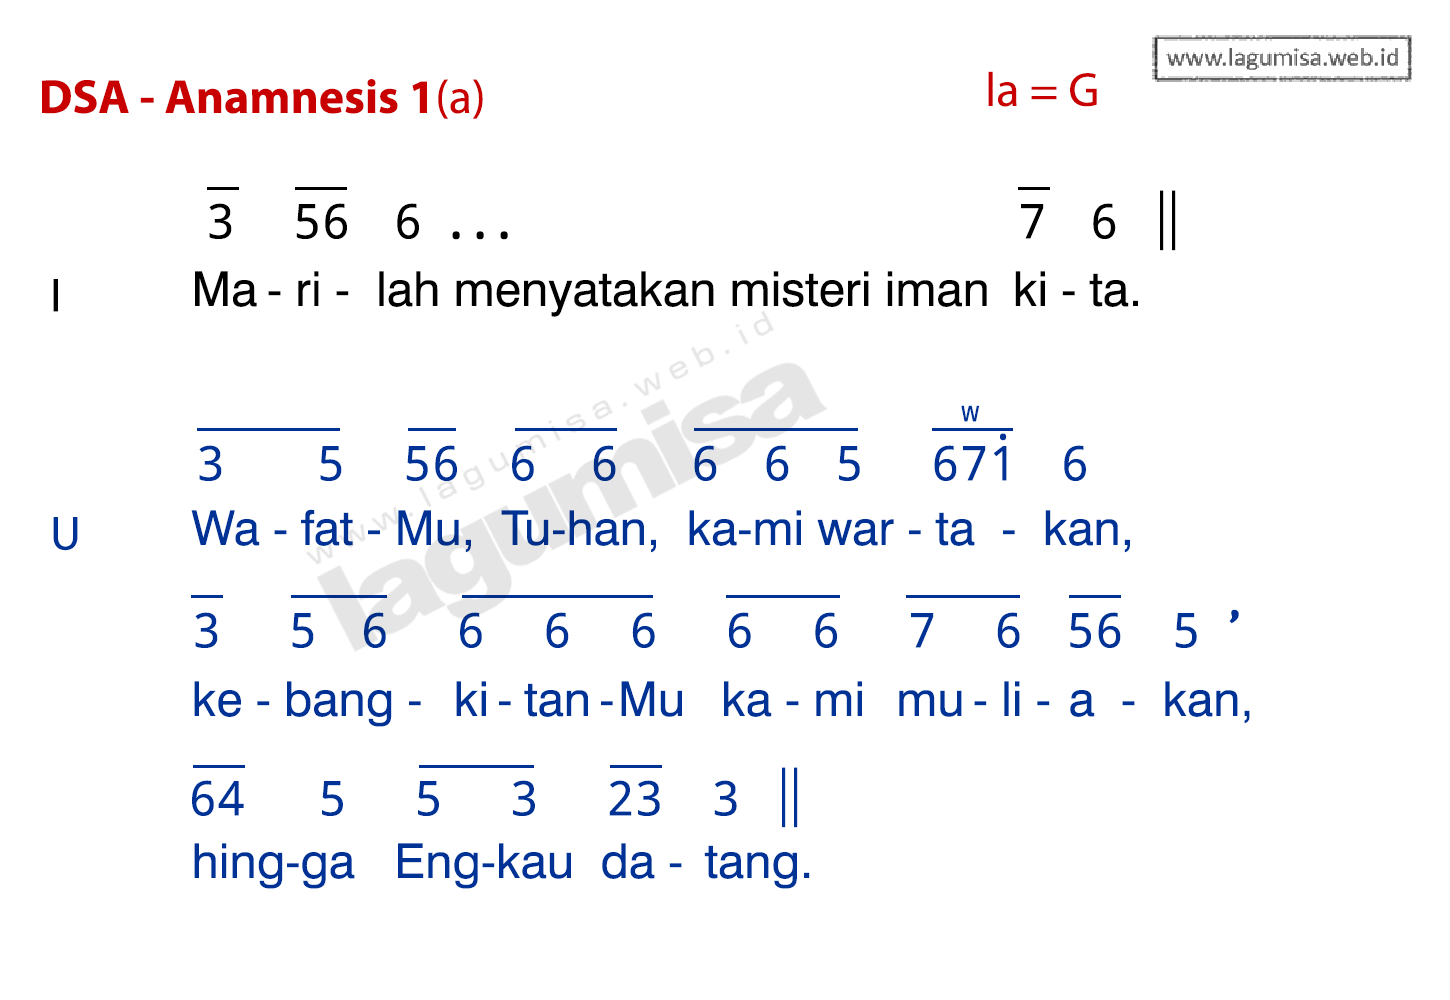 www.lagumisa.web.id
DSA - Anamnesis 1(a) la = G
3 56 6 ... 7 6 ||
I Ma - ri - lah menyatakan misteri iman ki - ta.
w
3 5 56 6 6 6 6 5 671̇ 6
U Wa - fat - Mu, Tu-han, ka-mi war - ta - kan,
3 5 6 6 6 6 6 6 7 6 56 5 ,
ke - bang - ki - tan - Mu ka - mi mu - li - a - kan,
64 5 5 3 23 3 ||
hing-ga Eng-kau da - tang.
www.lagumisa.web.id
lagumisa